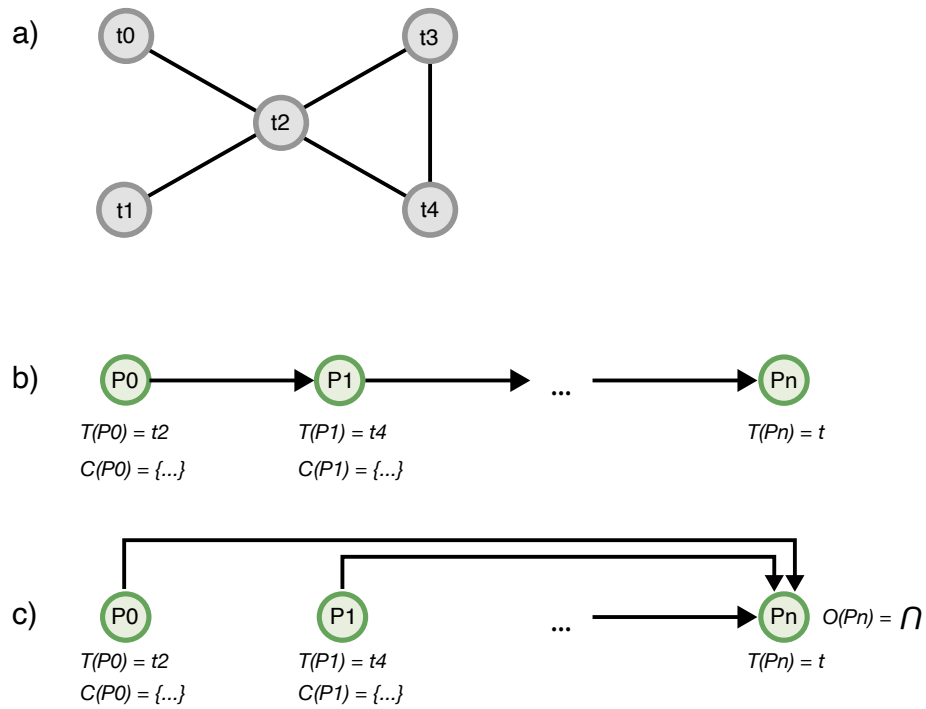 a)
t0
t3
t2
t1
t4
b)
P0
P1
...
Pn
T(P0) = t2
T(P1) = t4
T(Pn) = t
C(P0) = {...}
C(P1) = {...}
c)
P0
P1
...
Pn
O(Pn) = ⋂
T(P0) = t2
T(P1) = t4
T(Pn) = t
C(P0) = {...}
C(P1) = {...}